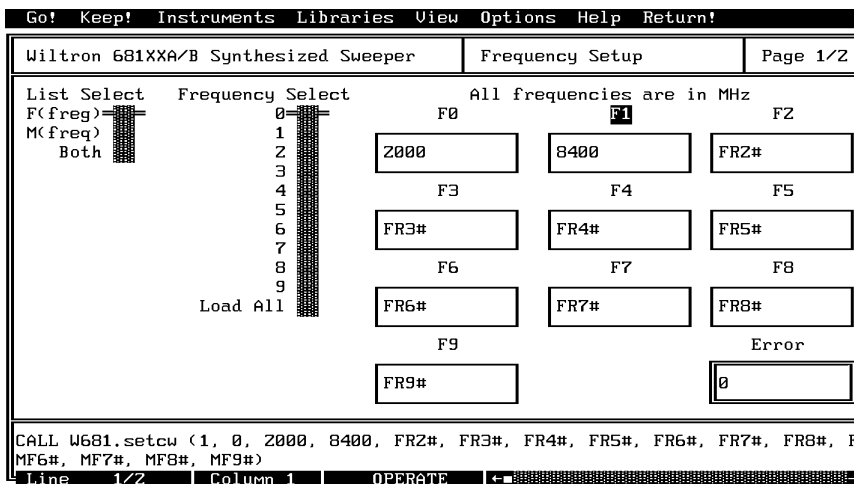 Go! Keep! Instruments Libraries View Options Help Return!
Wiltron 681XXA/B Synthesized Sweeper Frequency Setup Page 1/2
List Select Frequency Select All frequencies are in MHz
F(freq) 0 F0 F1 F2
M(freq) 1
Both 2 2000 8400 FR2#
3
4 F3 F4 F5
5
6 FR3# FR4# FR5#
7
8 F6 F7 F8
9
Load All FR6# FR7# FR8#
F9 Error
FR9# 0
CALL W681.setcw (1, 0, 2000, 8400, FR2#, FR3#, FR4#, FR5#, FR6#, FR7#, FR8#,
MF6#, MF7#, MF8#, MF9#)
Line 1/2 Column 1 OPERATE